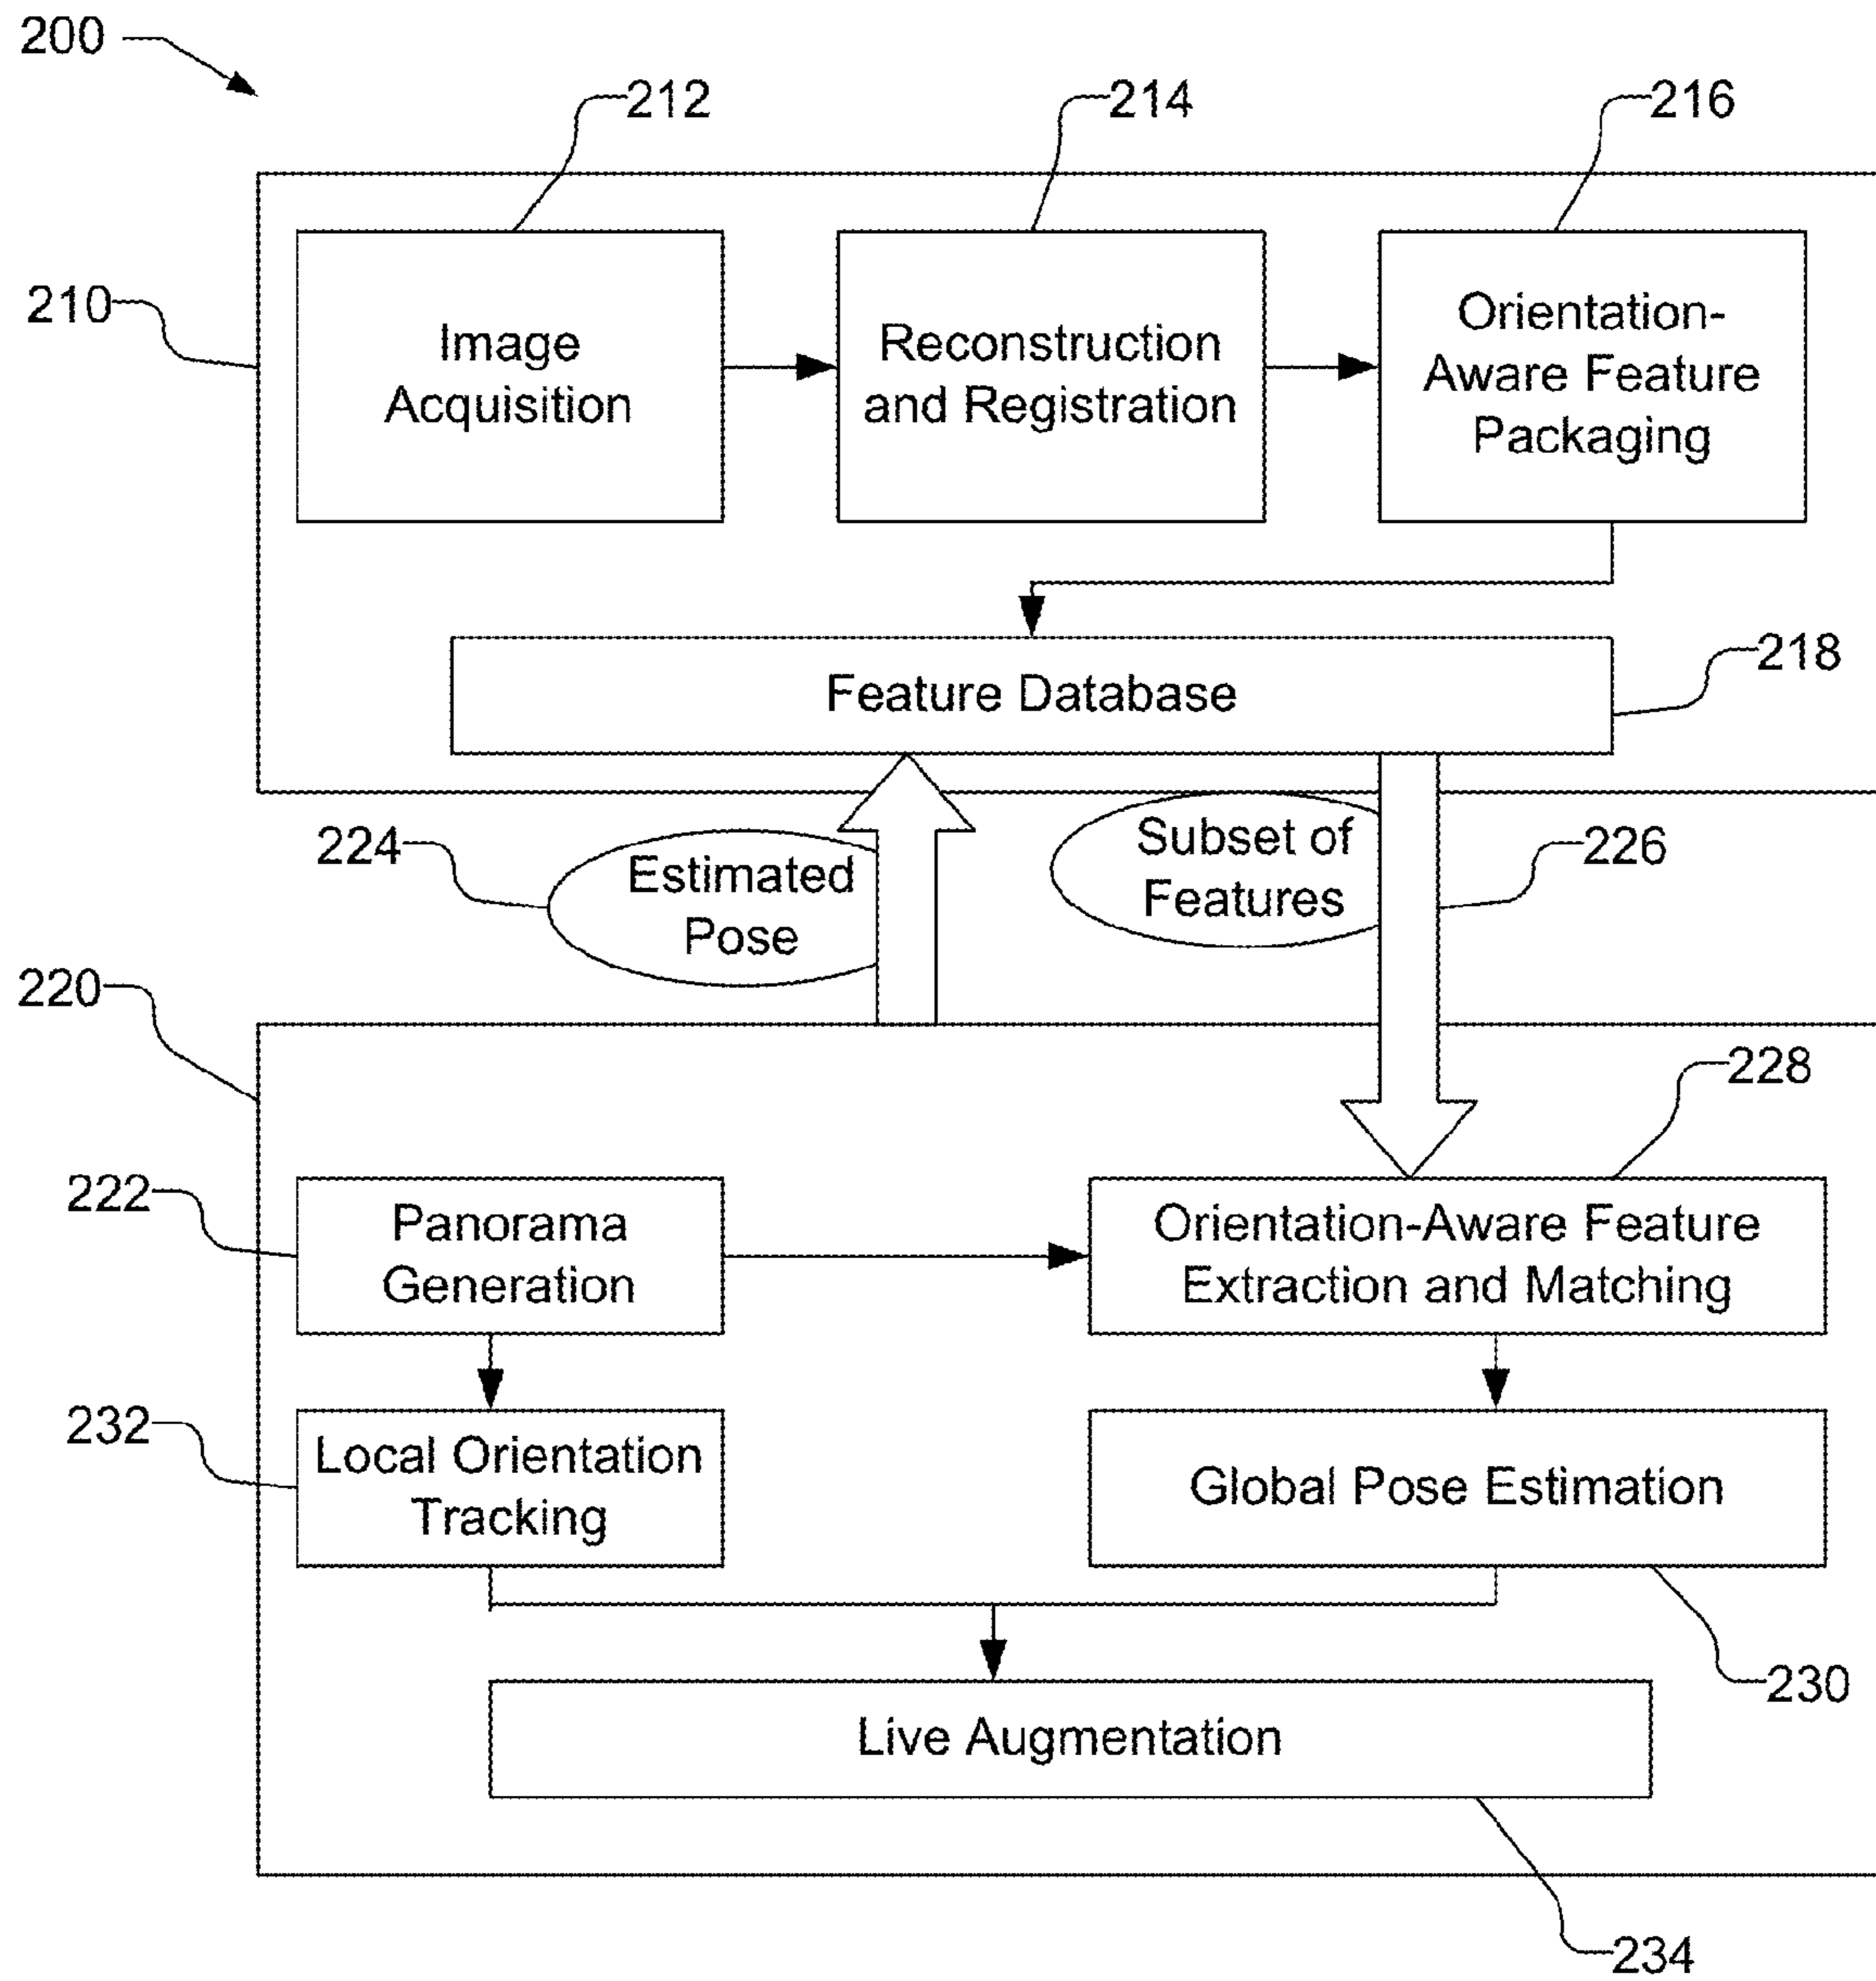 200
212
214
216
210
Image
Acquisition
Reconstruction
and Registration
Orientation-
Aware Feature
Packaging
Feature Database
218
224
Estimated
Pose
Subset of
Features
226
220
228
222
Panorama
Generation
Orientation-Aware Feature
Extraction and Matching
232
Local Orientation
Tracking
Global Pose Estimation
230
Live Augmentation
234